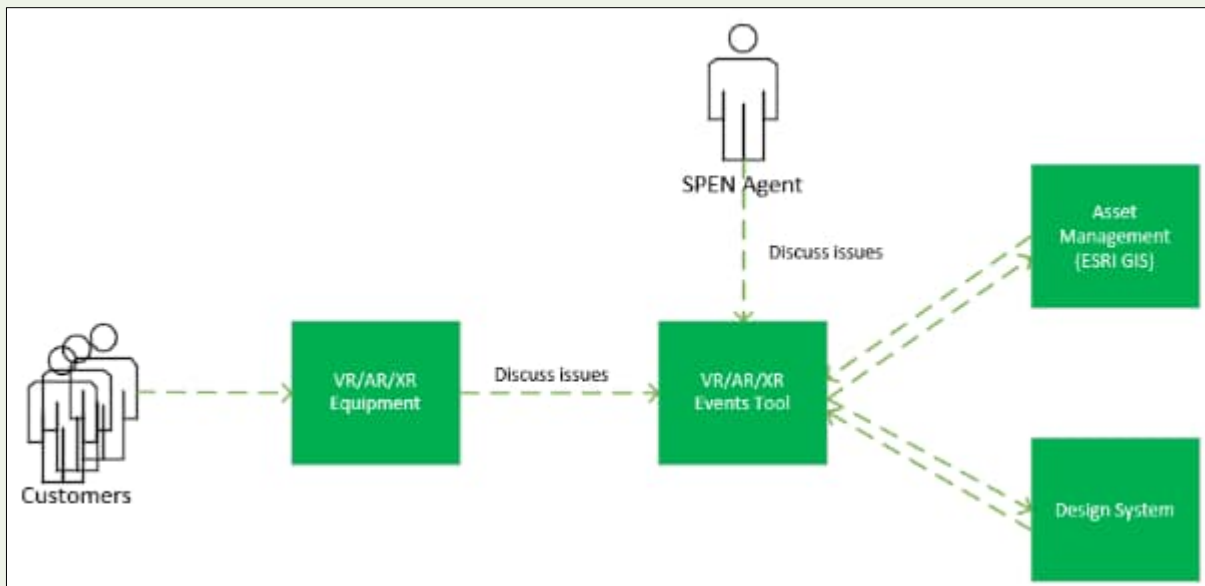 SPEN Agent
Discuss issues
Asset
Management
(ESRI GIS)
VR/AR/XR
Equipment
Discuss issues
VR/AR/XR
Events Tool
Customers
Design System